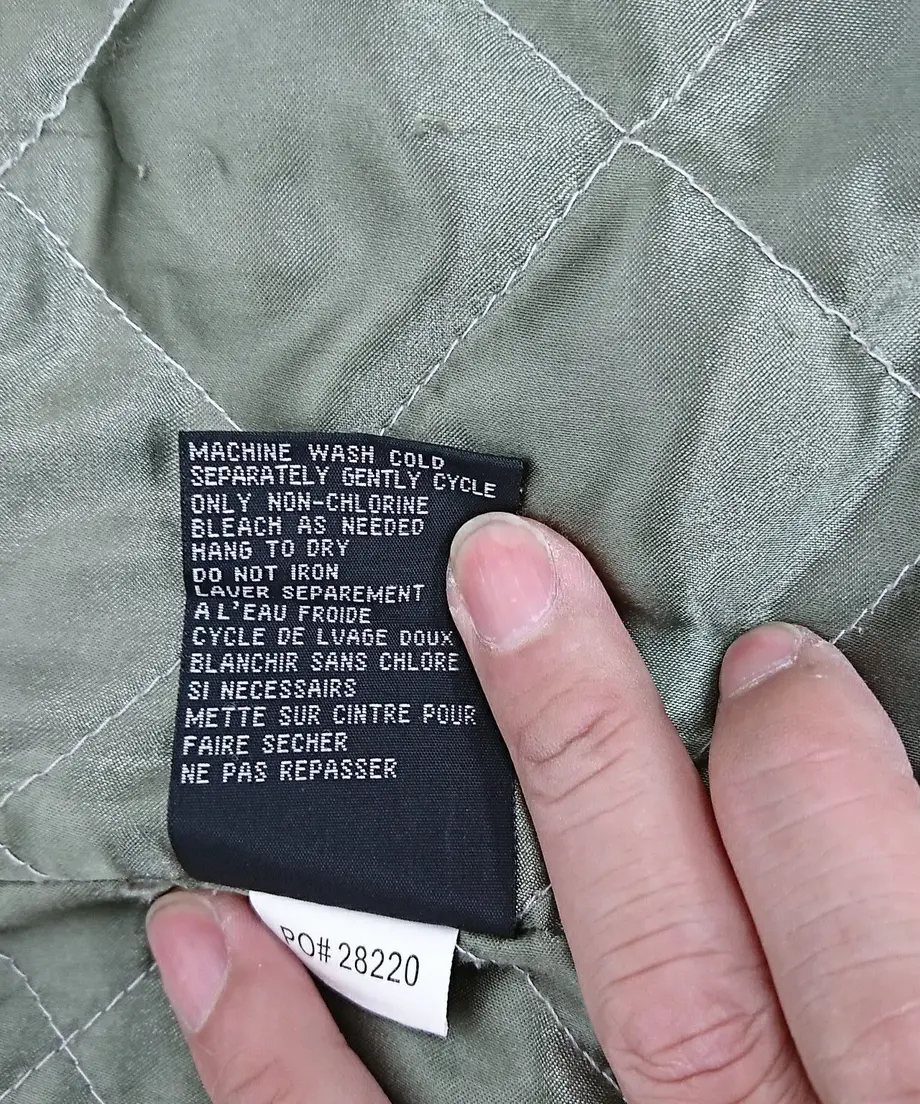 MACHINE WASH COLD
SEPARATELY GENTLY CYCLE
ONLY NON-CHLORINE
BLEACH AS NEEDED
HANG TO DRY
DO NOT IRON
LAVER SEPAREMENT
A L'EAU FROIDE
CYCLE DE LVAGE DOUX
BLANCHIR SANS CHLORE
SI NECESSAIRS
METTE SUR CINTRE POUR
FAIRE SECHER
NE PAS REPASSER
PO# 28220